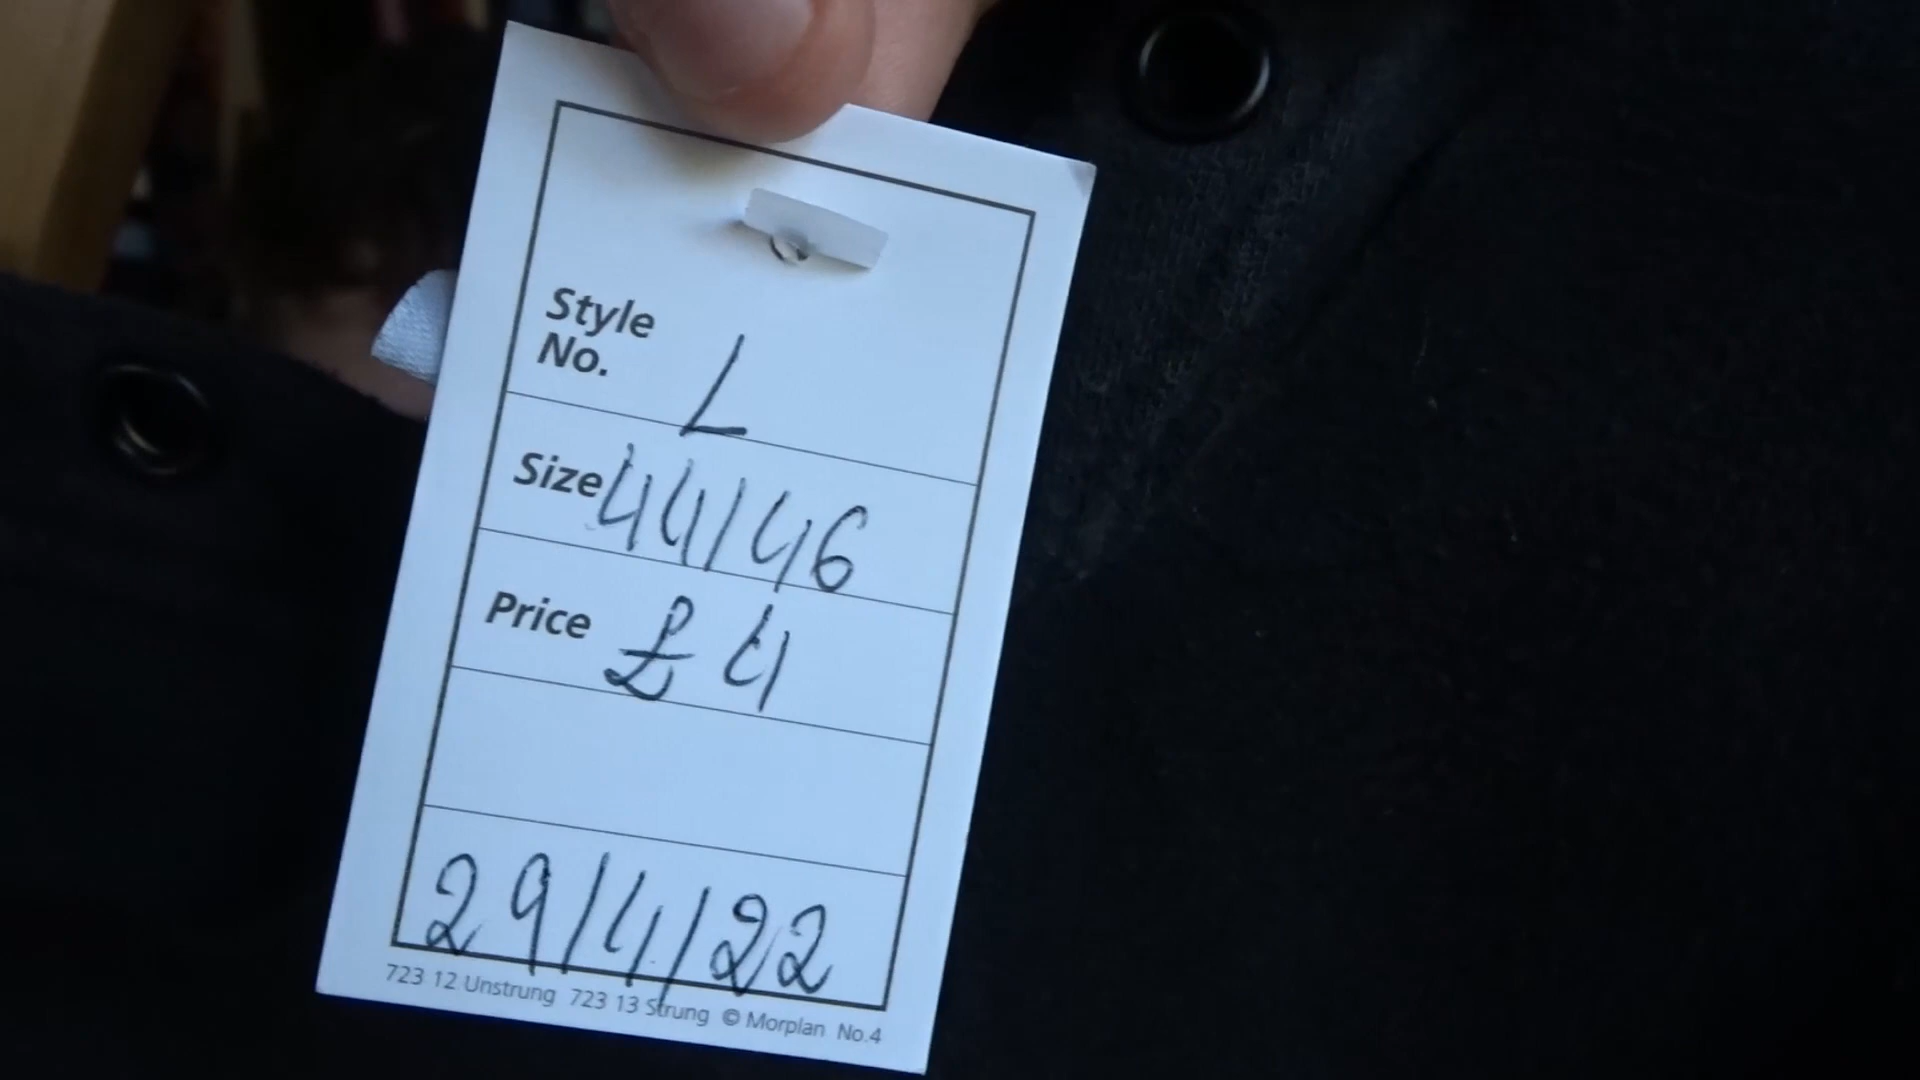 Style
No. L
Size 44/46
Price £4
29/4/22
723 12 Unstrung 723 13 Strung © Morplan No.4